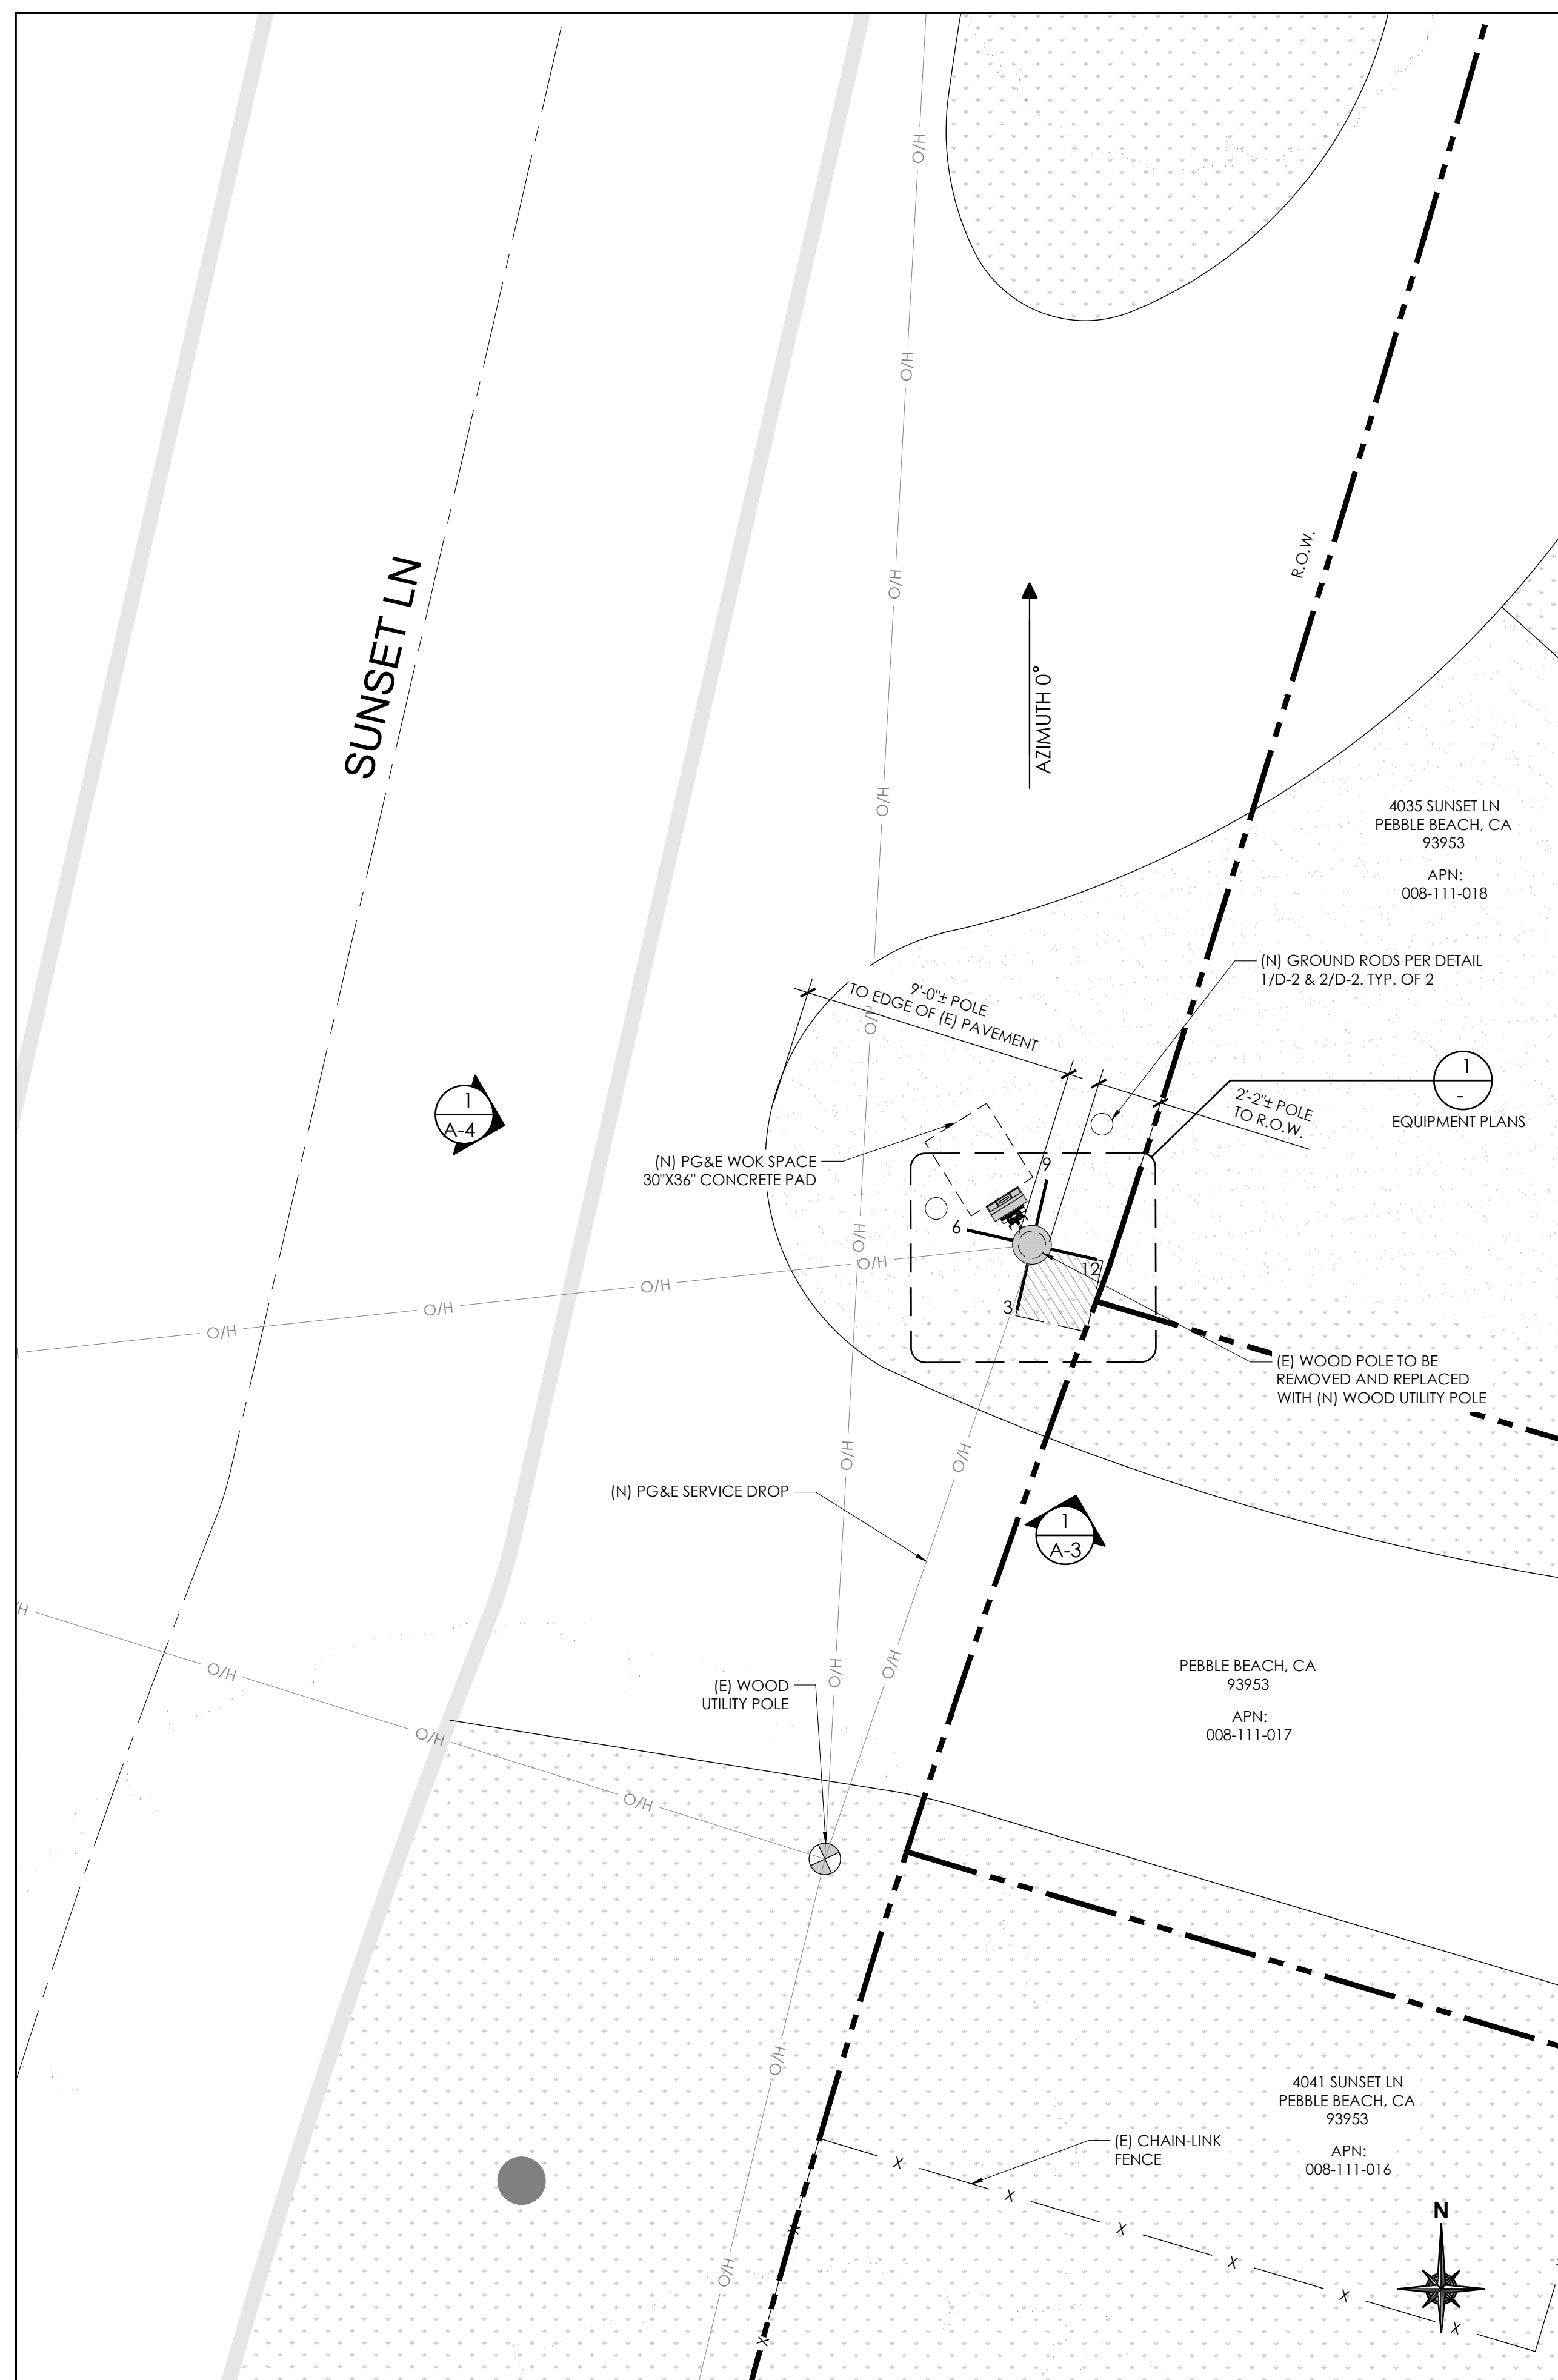 SUNSET LN
O/H
O/H
O/H
O/H
AZIMUTH 0°
R.O.W.
4035 SUNSET LN
PEBBLE BEACH, CA
93953
APN:
008-111-018
(N) GROUND RODS PER DETAIL
1/D-2 & 2/D-2. TYP. OF 2
9'-0"± POLE
TO EDGE OF (E) PAVEMENT
O/H
1
-
EQUIPMENT PLANS
2'-2"± POLE
TO R.O.W.
1
A-4
(N) PG&E WOK SPACE
30"X36" CONCRETE PAD
9
6
12
3
O/H
O/H
O/H
O/H
O/H
(E) WOOD POLE TO BE
REMOVED AND REPLACED
WITH (N) WOOD UTILITY POLE
O/H
O/H
(N) PG&E SERVICE DROP
1
A-3
O/H
O/H
O/H
O/H
O/H
(E) WOOD
UTILITY POLE
PEBBLE BEACH, CA
93953
APN:
008-111-017
O/H
4041 SUNSET LN
PEBBLE BEACH, CA
93953
APN:
008-111-016
O/H
(E) CHAIN-LINK
FENCE
X
X
X
X
X
X
X
X
O/H
N